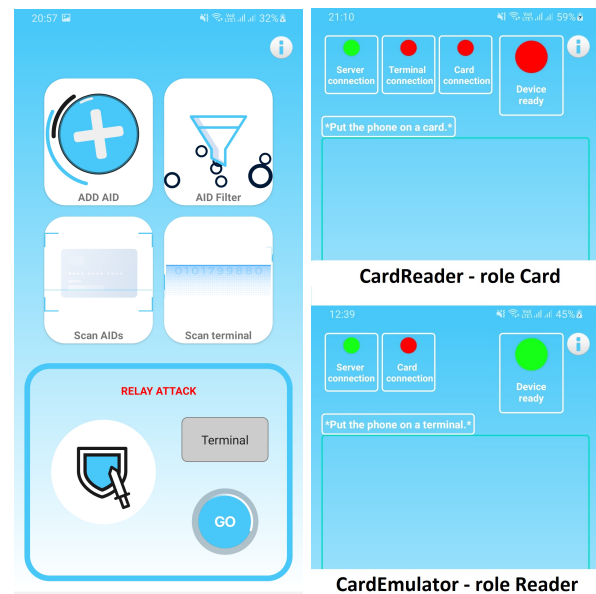 20:57
32%
ADD AID
AID Filter
0101799880
Scan AIDs
Scan terminal
RELAY ATTACK
Terminal
GO
21:10
59%
Server connection
Terminal connection
Card connection
Device ready
*Put the phone on a card.*
CardReader - role Card
12:39
45%
Server connection
Card connection
Device ready
*Put the phone on a terminal.*
CardEmulator - role Reader